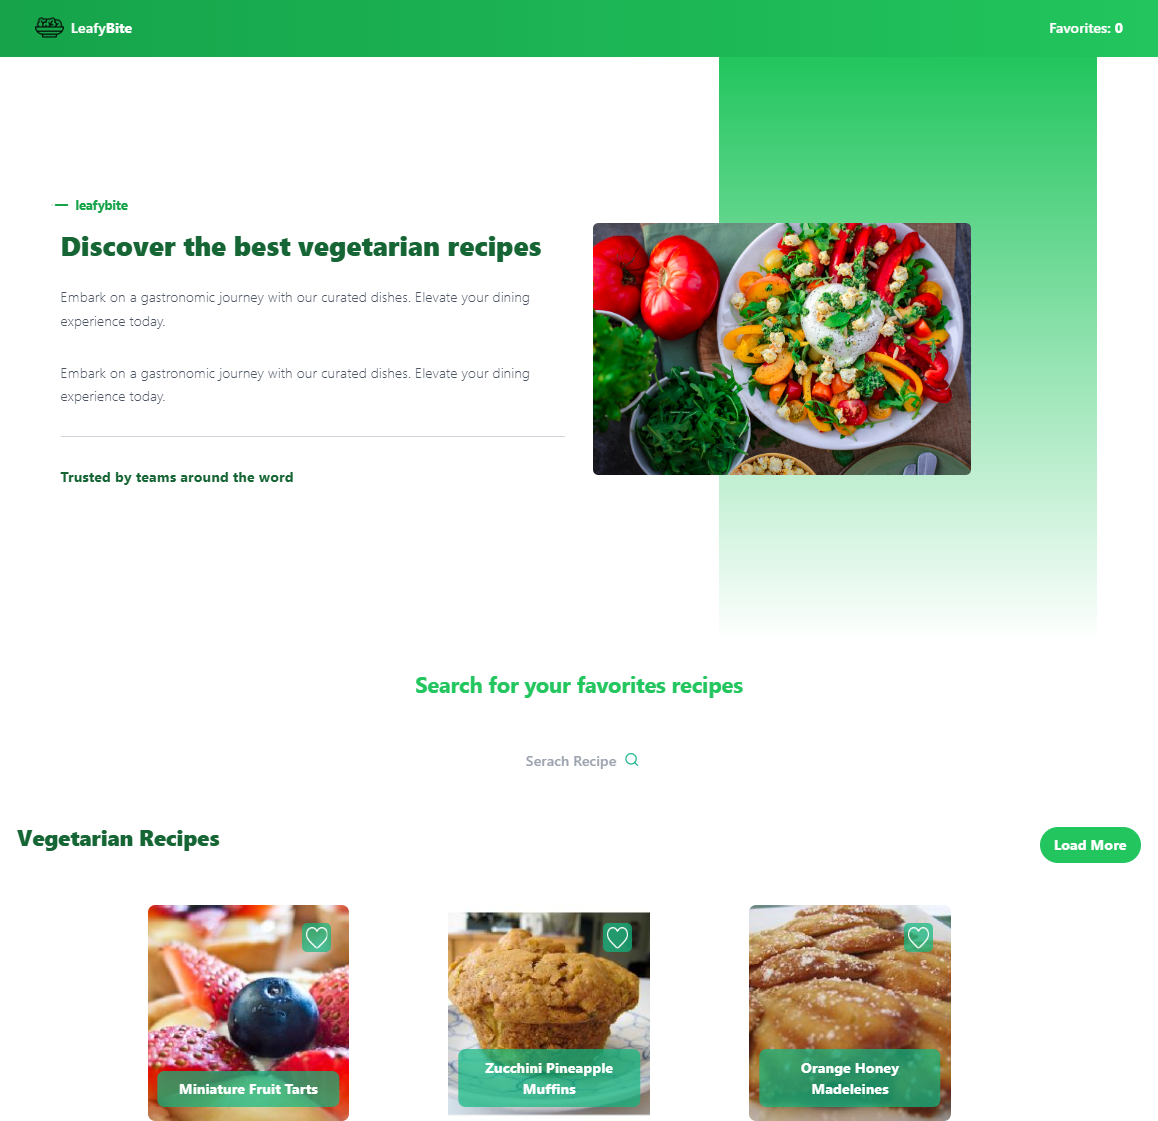 LeafyBite
Favorites: 0
leafybite
Discover the best vegetarian recipes
Embark on a gastronomic journey with our curated dishes. Elevate your dining
experience today.
Embark on a gastronomic journey with our curated dishes. Elevate your dining
experience today.
Trusted by teams around the word
Search for your favorites recipes
Serach Recipe
Vegetarian Recipes
Load More
Miniature Fruit Tarts
Zucchini Pineapple
Muffins
Orange Honey
Madeleines